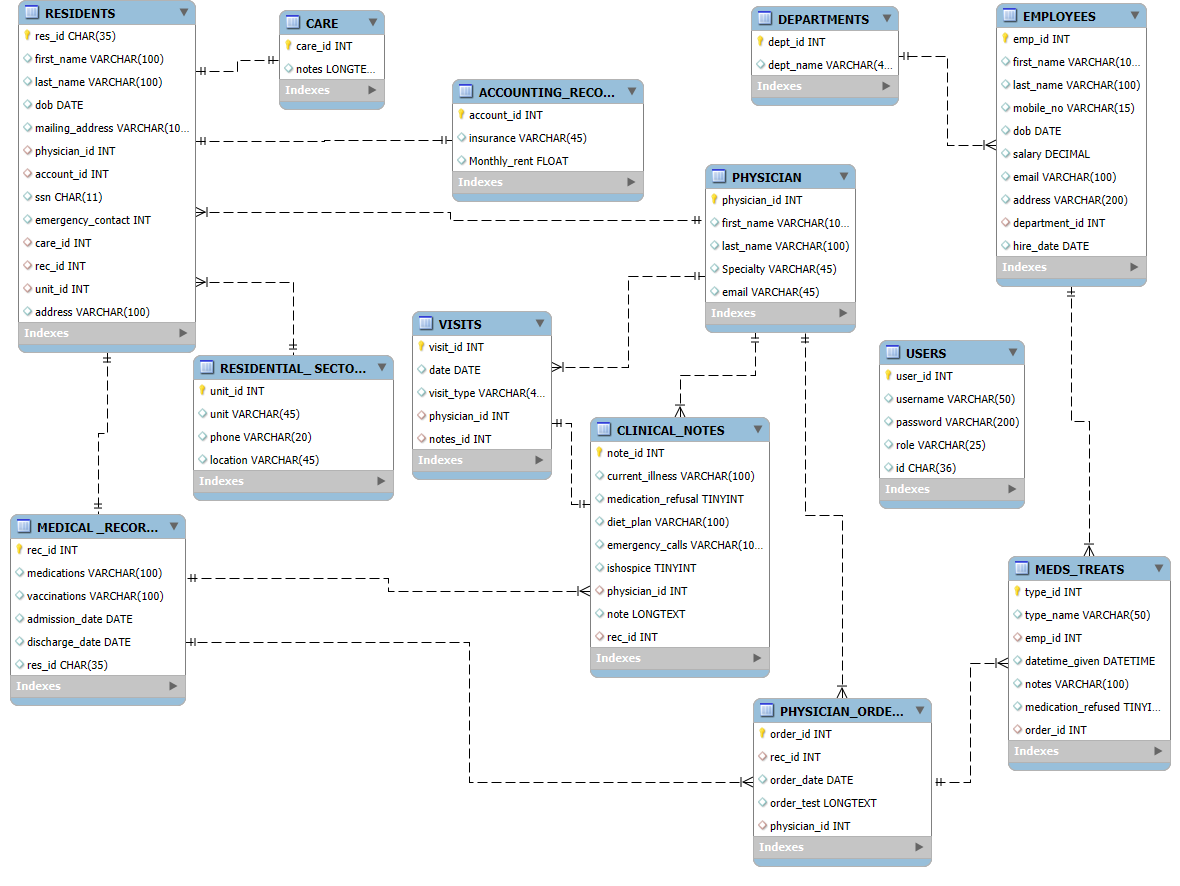 RESIDENTS
res_id CHAR(35)
first_name VARCHAR(100)
last_name VARCHAR(100)
dob DATE
mailing_address VARCHAR(10...
physician_id INT
account_id INT
ssn CHAR(11)
emergency_contact INT
care_id INT
rec_id INT
unit_id INT
address VARCHAR(100)
Indexes
CARE
care_id INT
notes LONGTE...
Indexes
ACCOUNTING_RECO...
account_id INT
insurance VARCHAR(45)
Monthly_rent FLOAT
Indexes
DEPARTMENTS
dept_id INT
dept_name VARCHAR(4...
Indexes
EMPLOYEES
emp_id INT
first_name VARCHAR(10...
last_name VARCHAR(100)
mobile_no VARCHAR(15)
dob DATE
salary DECIMAL
email VARCHAR(100)
address VARCHAR(200)
department_id INT
hire_date DATE
Indexes
PHYSICIAN
physician_id INT
first_name VARCHAR(10...
last_name VARCHAR(100)
Specialty VARCHAR(45)
email VARCHAR(45)
Indexes
VISITS
visit_id INT
date DATE
visit_type VARCHAR(4...
physician_id INT
notes_id INT
Indexes
RESIDENTIAL_ SECTO...
unit_id INT
unit VARCHAR(45)
phone VARCHAR(20)
location VARCHAR(45)
Indexes
USERS
user_id INT
username VARCHAR(50)
password VARCHAR(200)
role VARCHAR(25)
id CHAR(36)
Indexes
CLINICAL_NOTES
note_id INT
current_illness VARCHAR(100)
medication_refusal TINYINT
diet_plan VARCHAR(100)
emergency_calls VARCHAR(10...
ishospice TINYINT
physician_id INT
note LONGTEXT
rec_id INT
Indexes
MEDICAL _RECOR...
rec_id INT
medications VARCHAR(100)
vaccinations VARCHAR(100)
admission_date DATE
discharge_date DATE
res_id CHAR(35)
Indexes
MEDS_TREATS
type_id INT
type_name VARCHAR(50)
emp_id INT
datetime_given DATETIME
notes VARCHAR(100)
medication_refused TINYI...
order_id INT
Indexes
PHYSICIAN_ORDE...
order_id INT
rec_id INT
order_date DATE
order_test LONGTEXT
physician_id INT
Indexes